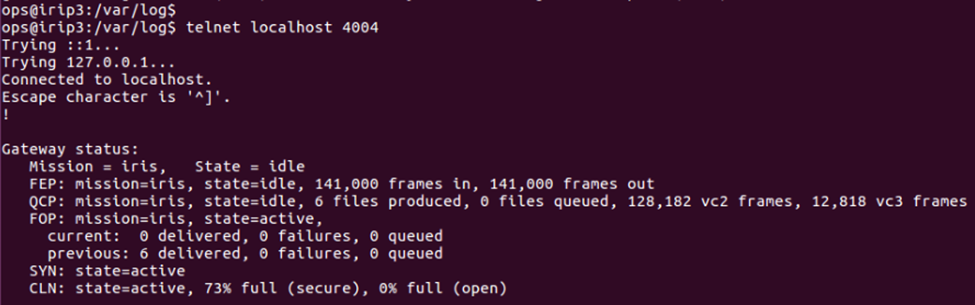 ops@irip3:/var/log$
ops@irip3:/var/log$ telnet localhost 4004
Trying ::1...
Trying 127.0.0.1...
Connected to localhost.
Escape character is '^]'.
!
Gateway status:
Mission = iris,   State = idle
FEP: mission=iris, state=idle, 141,000 frames in, 141,000 frames out
QCP: mission=iris, state=idle, 6 files produced, 0 files queued, 128,182 vc2 frames, 12,818 vc3 frames
FOP: mission=iris, state=active,
current:  0 delivered, 0 failures, 0 queued
previous: 6 delivered, 0 failures, 0 queued
SYN: state=active
CLN: state=active, 73% full (secure), 0% full (open)